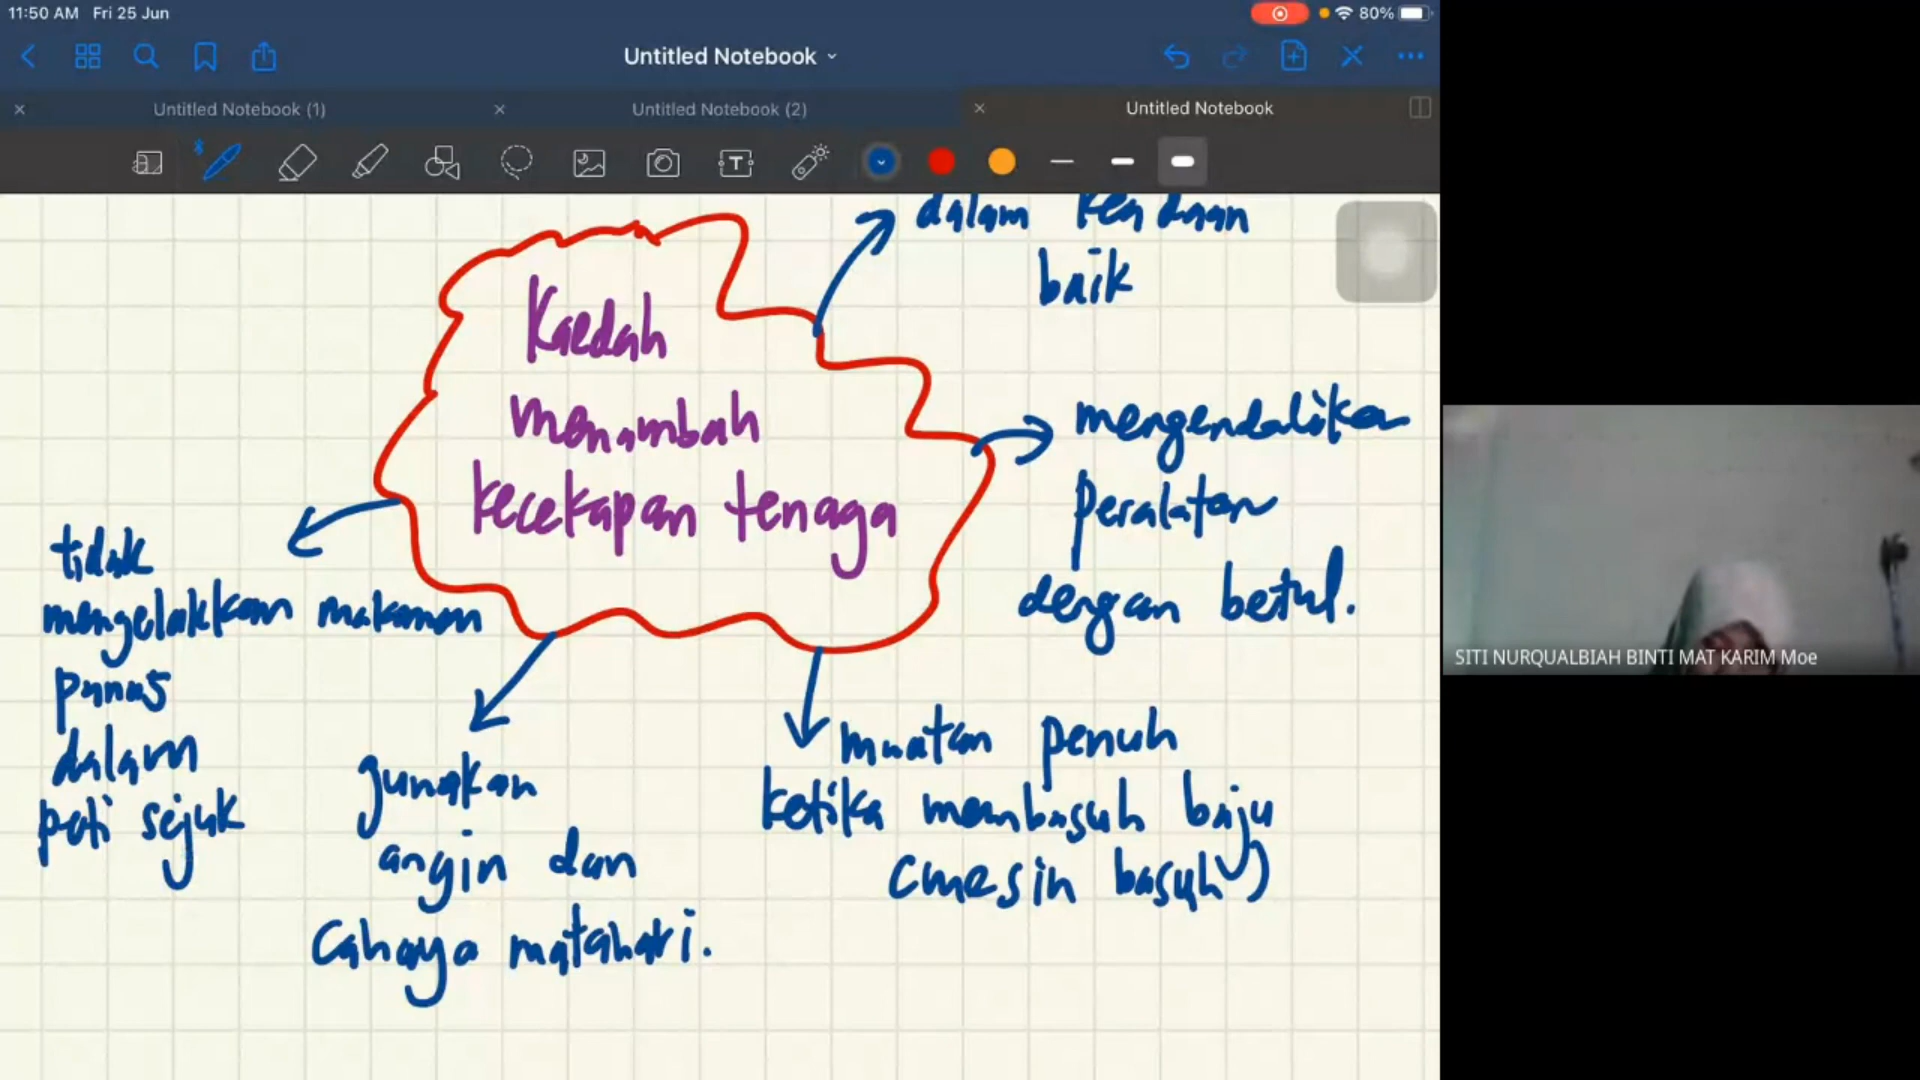 11:50 AM Fri 25 Jun
80%
Untitled Notebook
Untitled Notebook (1)
Untitled Notebook (2)
Untitled Notebook
dalam keadaan
baik
Kaedah
menambah
kecekapan tenaga
mengendalikan
peralatan
dengan betul.
tidak
mengelakkan makanan
panas
dalam
peti sejuk
gunakan
angin dan
cahaya matahari.
muatan penuh
ketika membasuh baju
(mesin basuh)
SITI NURQUALBIAH BINTI MAT KARIM Moe